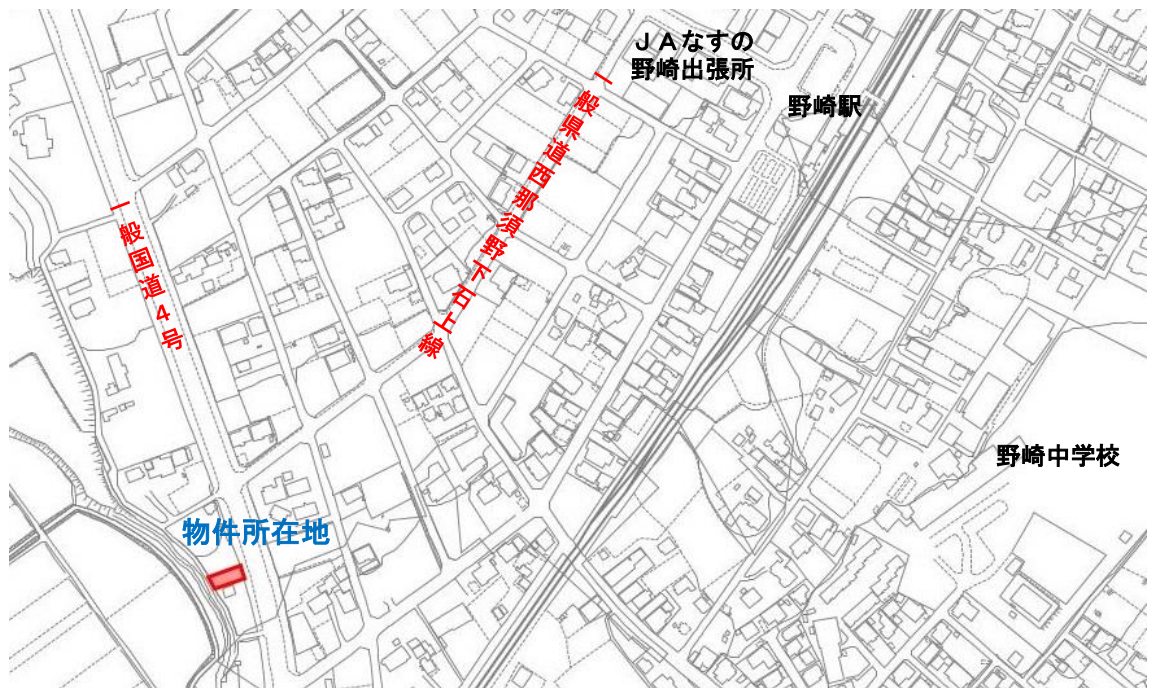 ＪＡなすの
野崎出張所
野崎駅
一般県道西那須野下石上線
一般国道４号
野崎中学校
物件所在地